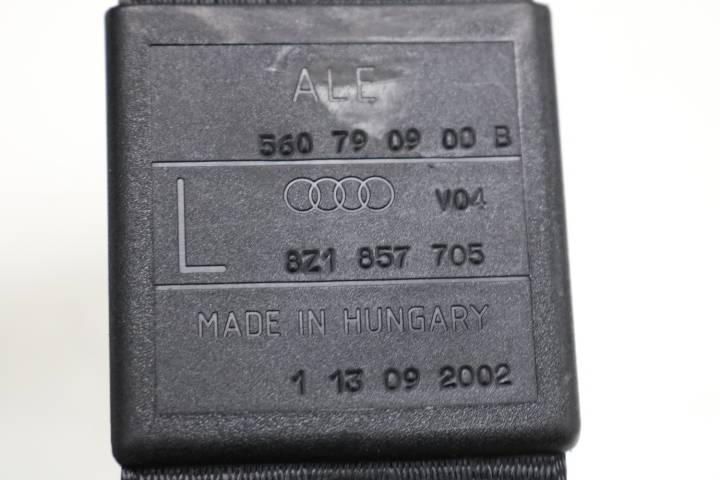 ALE
560 79 09 00 B
L V04
8Z1 857 705
MADE IN HUNGARY
1 13 09 2002